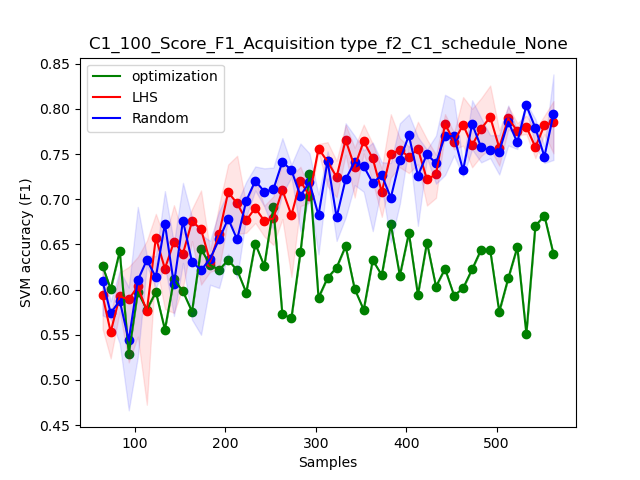 C1_100_Score_F1_Acquisition type_f2_C1_schedule_None
optimization
LHS
Random
SVM accuracy (F1)
0.85
0.80
0.75
0.70
0.65
0.60
0.55
0.50
0.45
100
200
300
400
500
Samples